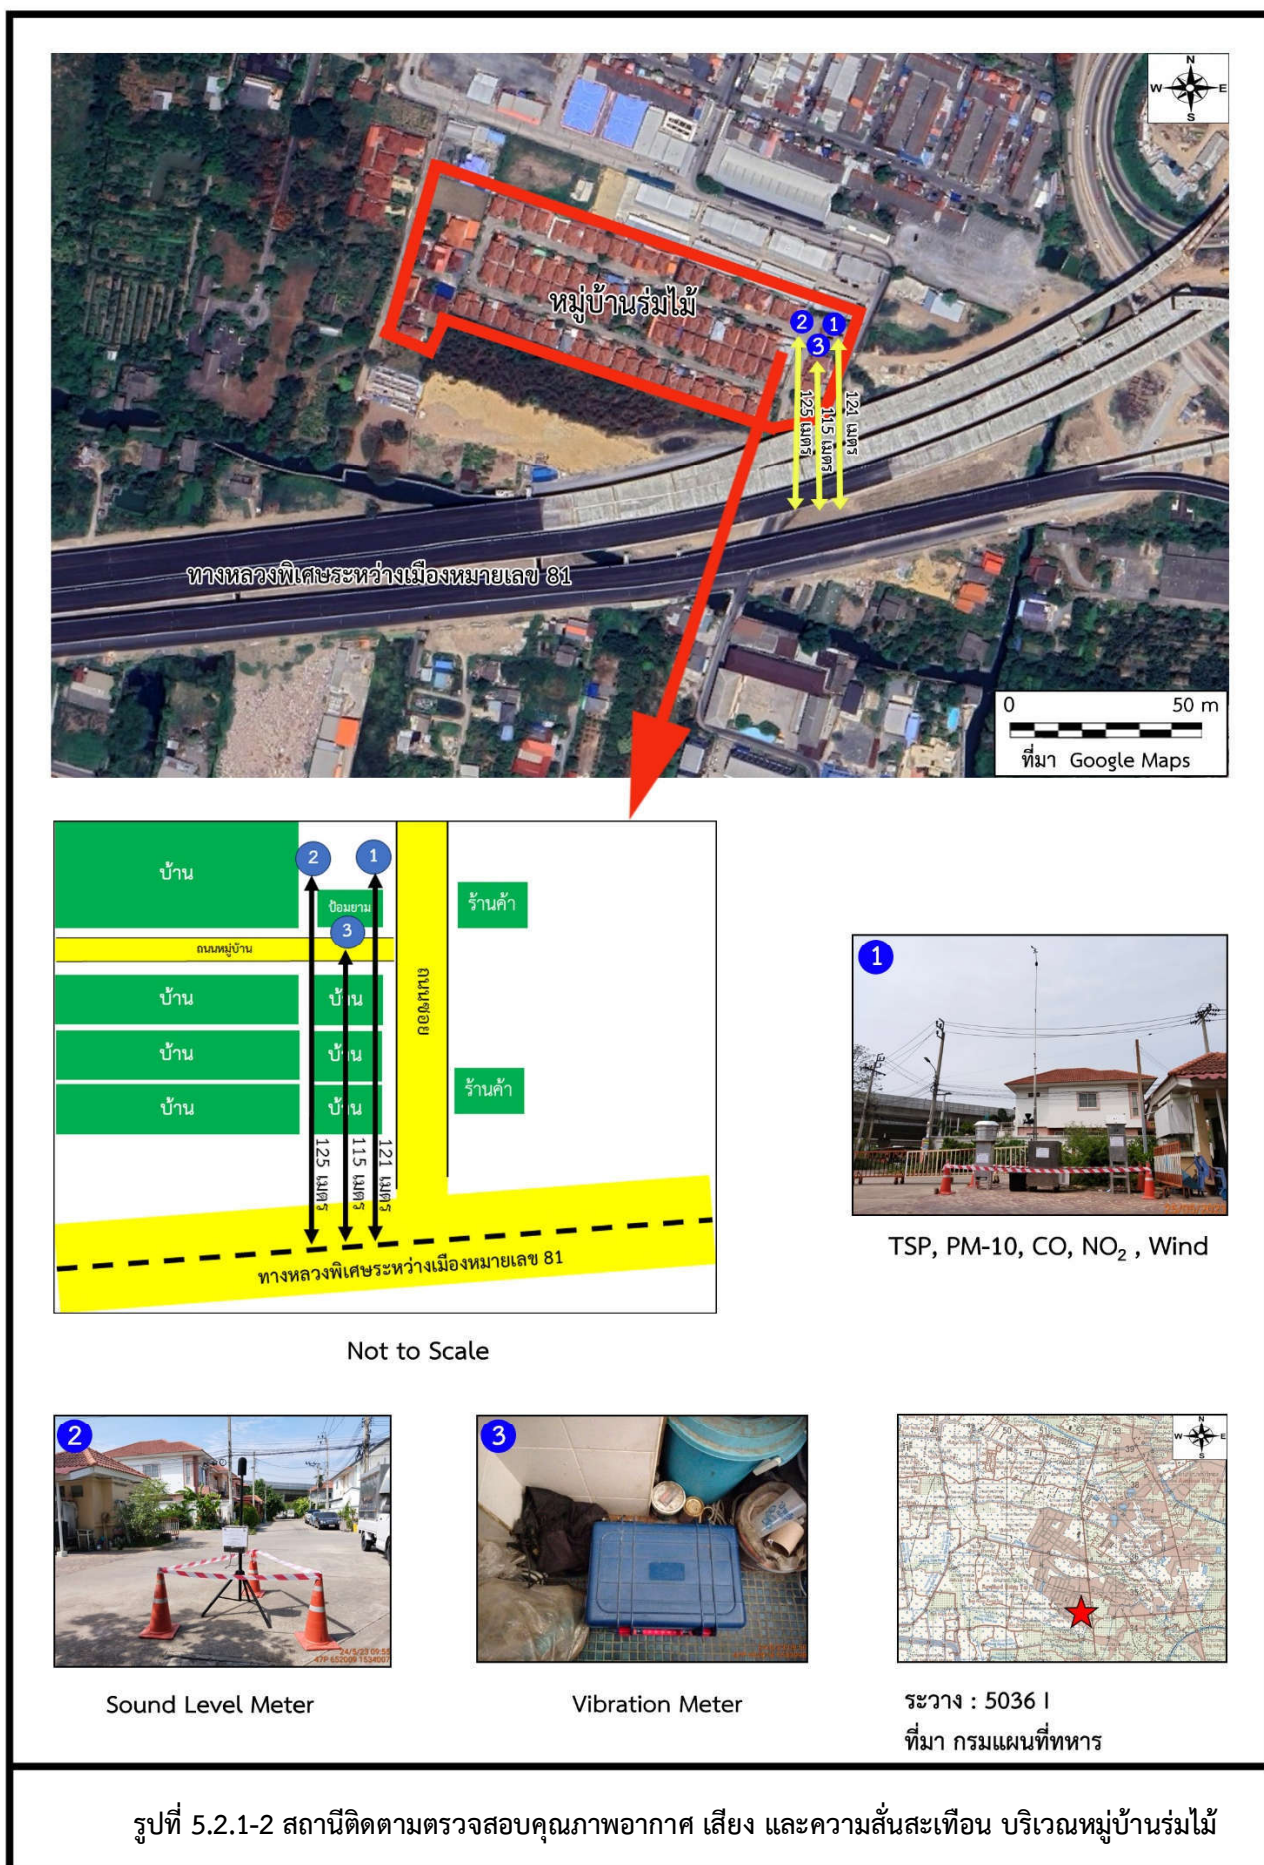 N
W E
S
หมู่บ้านร่มไม้
2
1
3
125 เมตร
115 เมตร
121 เมตร
ทางหลวงพิเศษระหว่างเมืองหมายเลข 81
0 50 m
ที่มา Google Maps
บ้าน
2
1
ป้อมยาม
3
ร้านค้า
ถนนหมู่บ้าน
ถนนซอย
บ้าน
บ้าน
บ้าน
บ้าน
ร้านค้า
บ้าน
บ้าน
125 เมตร
115 เมตร
121 เมตร
ทางหลวงพิเศษระหว่างเมืองหมายเลข 81
Not to Scale
1
TSP, PM-10, CO, NO2 , Wind
2
24/5/23 09:55
47P 652009 1534007
Sound Level Meter
3
Vibration Meter
N
W E
S
ระวาง : 5036 I
ที่มา กรมแผนที่ทหาร
รูปที่ 5.2.1-2 สถานีติดตามตรวจสอบคุณภาพอากาศ เสียง และความสั่นสะเทือน บริเวณหมู่บ้านร่มไม้